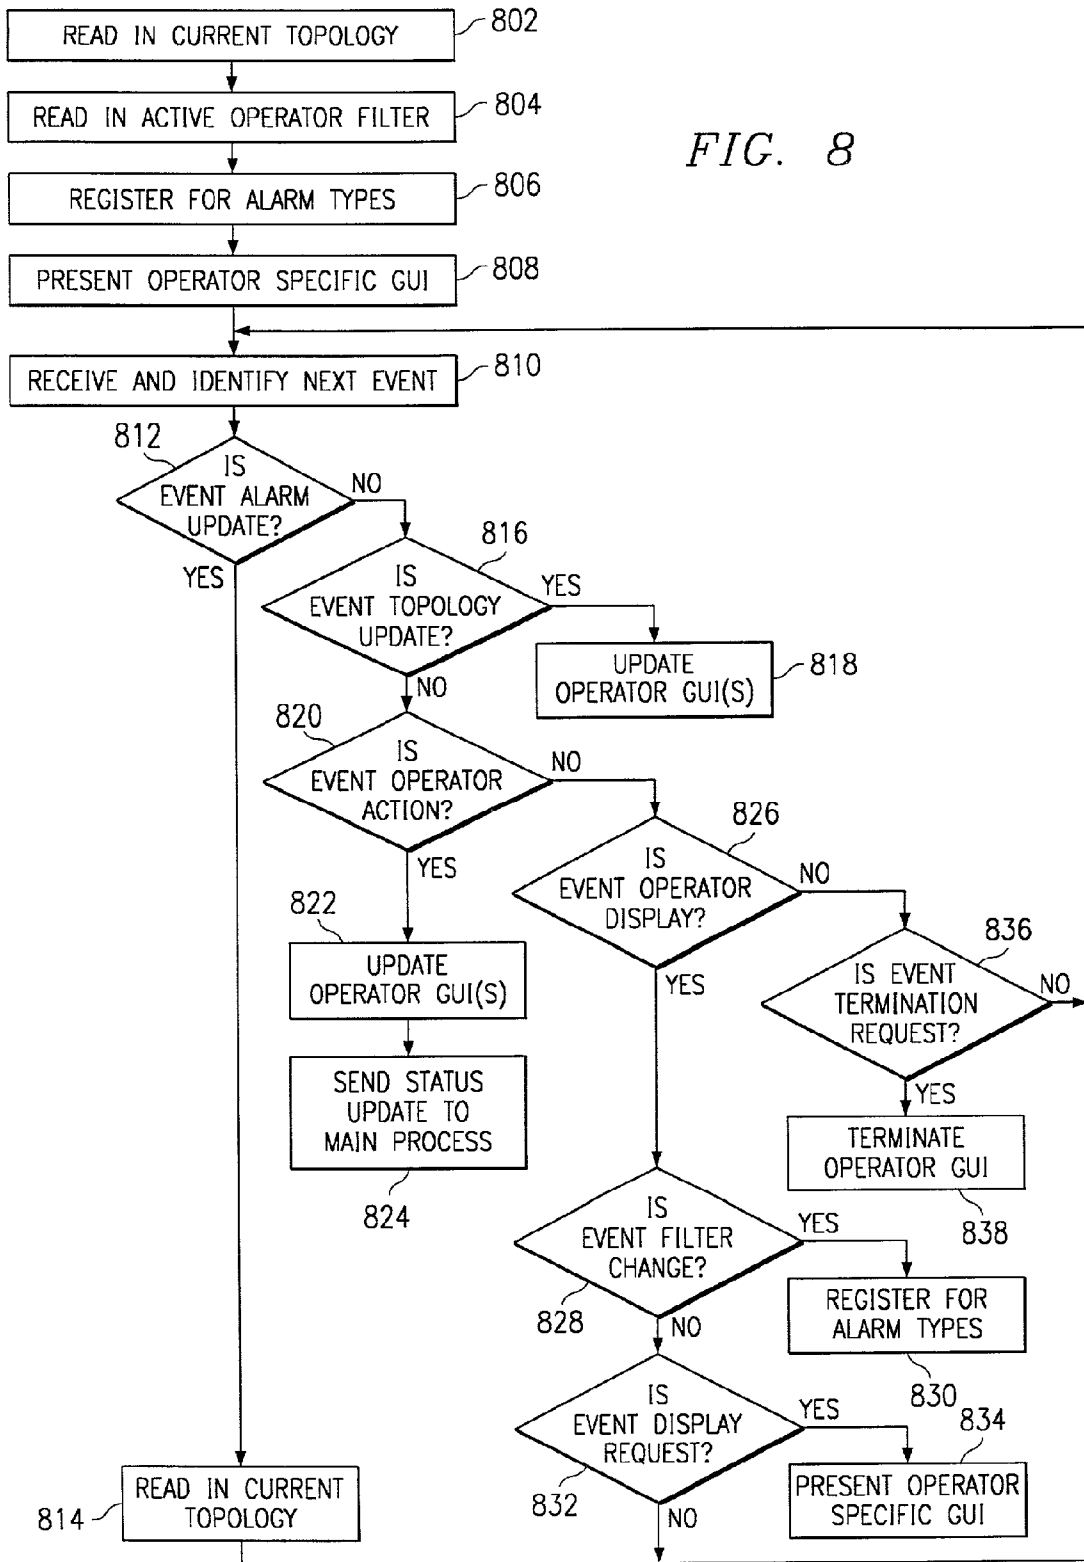 READ IN CURRENT TOPOLOGY
802
READ IN ACTIVE OPERATOR FILTER
804
FIG. 8
REGISTER FOR ALARM TYPES
806
PRESENT OPERATOR SPECIFIC GUI
808
RECEIVE AND IDENTIFY NEXT EVENT
810
812
IS
EVENT ALARM
UPDATE?
NO
YES
816
IS
EVENT TOPOLOGY
UPDATE?
YES
NO
UPDATE
OPERATOR GUI(S)
818
820
IS
EVENT OPERATOR
ACTION?
NO
YES
826
IS
EVENT OPERATOR
DISPLAY?
NO
YES
822
UPDATE
OPERATOR GUI(S)
836
IS EVENT
TERMINATION
REQUEST?
NO
YES
SEND STATUS
UPDATE TO
MAIN PROCESS
824
TERMINATE
OPERATOR GUI
838
IS
EVENT FILTER
CHANGE?
YES
828
NO
REGISTER FOR
ALARM TYPES
830
IS
EVENT DISPLAY
REQUEST?
YES
832
NO
834
PRESENT OPERATOR
SPECIFIC GUI
READ IN CURRENT
TOPOLOGY
814